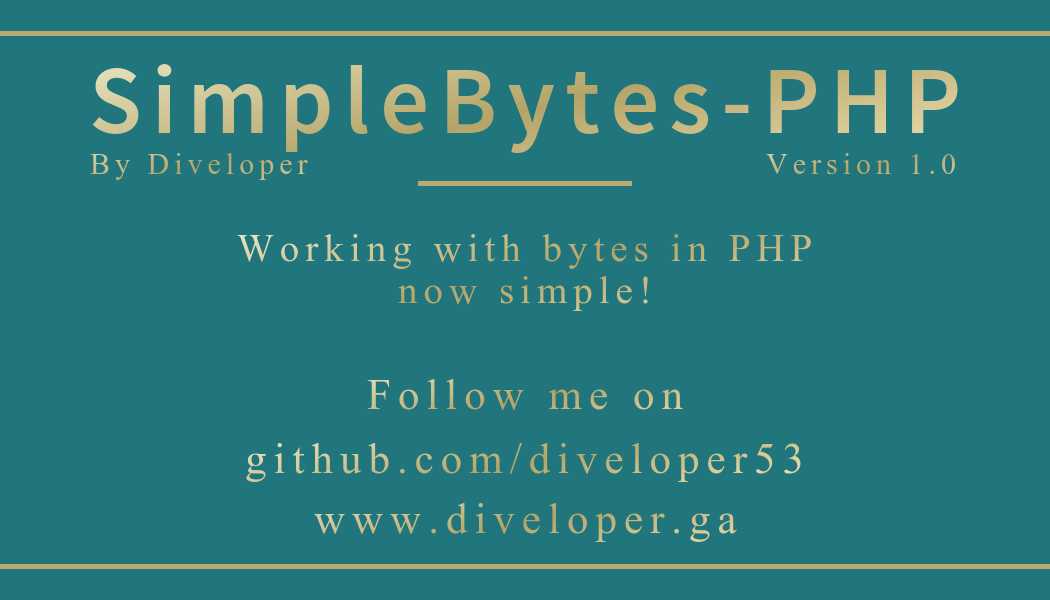 SimpleBytes-PHP
By Diveloper Version 1.0
Working with bytes in PHP
now simple!
Follow me on
github.com/diveloper53
www.diveloper.ga